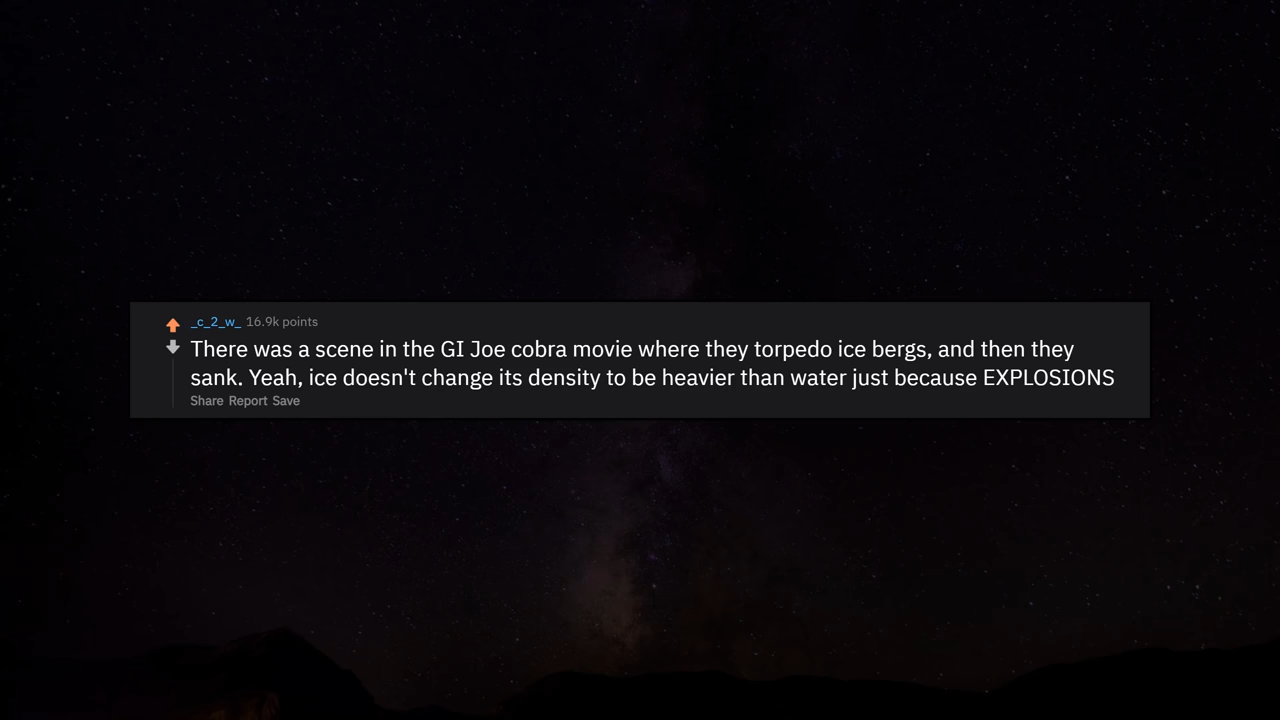 _c_2_w_ 16.9k points
There was a scene in the GI Joe cobra movie where they torpedo ice bergs, and then they
sank. Yeah, ice doesn't change its density to be heavier than water just because EXPLOSIONS
Share Report Save